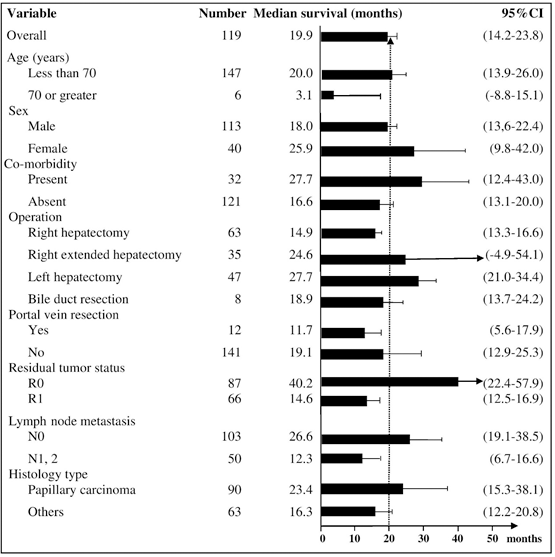 Variable Number Median survival (months) 95%CI
Overall 119 19.9 (14.2-23.8)
Age (years)
Less than 70 147 20.0 (13.9-26.0)
70 or greater 6 3.1 (-8.8-15.1)
Sex
Male 113 18.0 (13,6-22.4)
Female 40 25.9 (9.8-42.0)
Co-morbidity
Present 32 27.7 (12.4-43.0)
Absent 121 16.6 (13.1-20.0)
Operation
Right hepatectomy 63 14.9 (13.3-16.6)
Right extended hepatectomy 35 24.6 (-4.9-54.1)
Left hepatectomy 47 27.7 (21.0-34.4)
Bile duct resection 8 18.9 (13.7-24.2)
Portal vein resection
Yes 12 11.7 (5.6-17.9)
No 141 19.1 (12.9-25.3)
Residual tumor status
R0 87 40.2 (22.4-57.9)
R1 66 14.6 (12.5-16.9)
Lymph node metastasis
N0 103 26.6 (19.1-38.5)
N1, 2 50 12.3 (6.7-16.6)
Histology type
Papillary carcinoma 90 23.4 (15.3-38.1)
Others 63 16.3 (12.2-20.8)
0 10 20 30 40 50 months